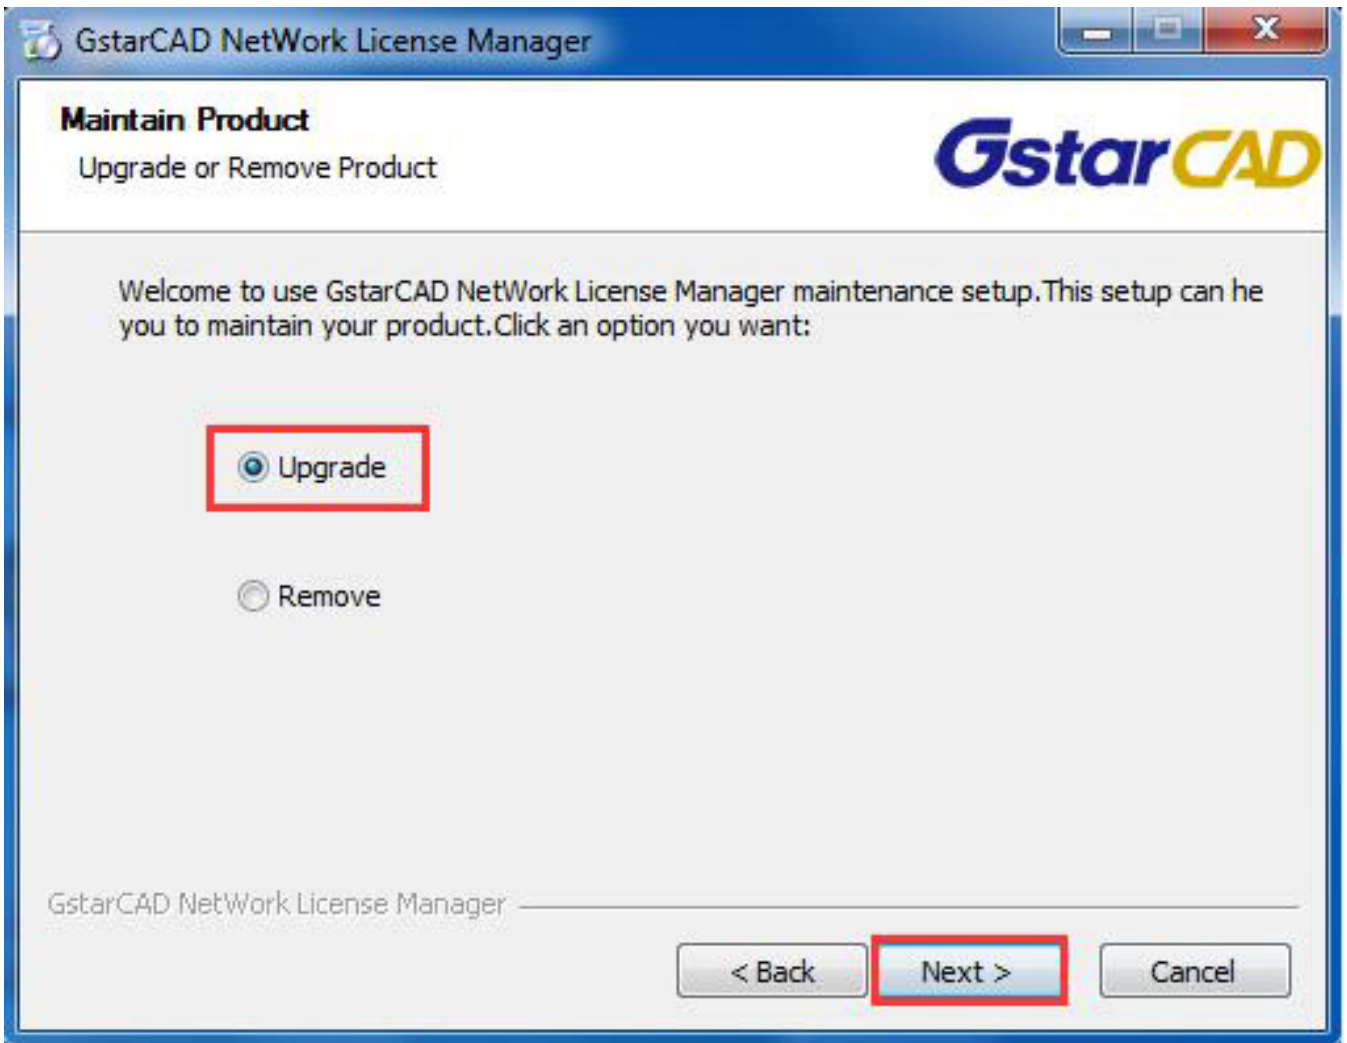 GstarCAD NetWork License Manager
Maintain Product
Upgrade or Remove Product
GstarCAD
Welcome to use GstarCAD NetWork License Manager maintenance setup.This setup can he
you to maintain your product.Click an option you want:
Upgrade
Remove
GstarCAD NetWork License Manager
< Back
Next >
Cancel